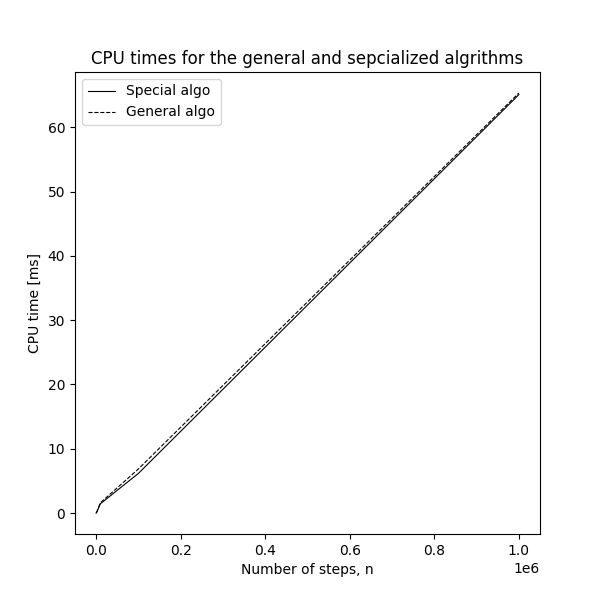 CPU times for the general and sepcialized algrithms
Special algo
General algo
60
50
40
30
20
10
0
CPU time [ms]
0.0 0.2 0.4 0.6 0.8 1.0
1e6
Number of steps, n